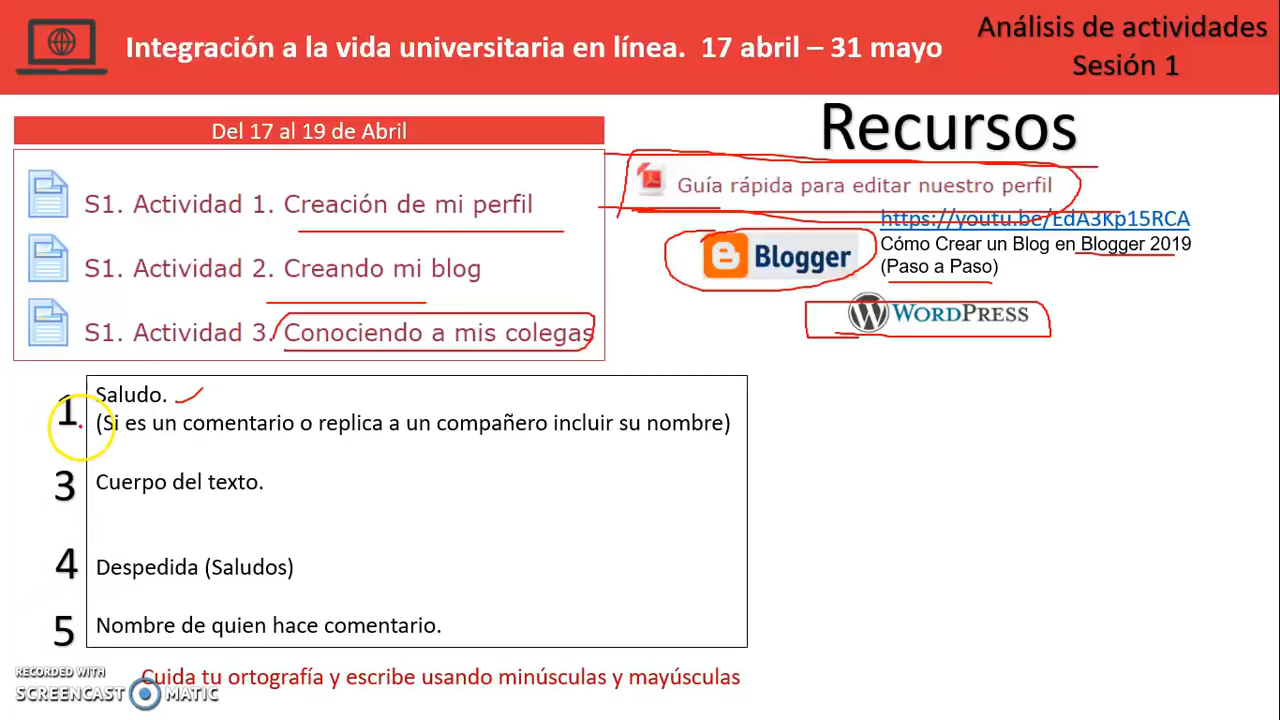 Integración a la vida universitaria en línea. 17 abril – 31 mayo
Análisis de actividades
Sesión 1
Del 17 al 19 de Abril
S1. Actividad 1. Creación de mi perfil
S1. Actividad 2. Creando mi blog
S1. Actividad 3. Conociendo a mis colegas
Recursos
Guía rápida para editar nuestro perfil
https://youtu.be/EdA3Kp15RCA
Blogger
Cómo Crear un Blog en Blogger 2019
(Paso a Paso)
WORDPRESS
1 Saludo.
(Si es un comentario o replica a un compañero incluir su nombre)
3 Cuerpo del texto.
4 Despedida (Saludos)
5 Nombre de quien hace comentario.
Cuida tu ortografía y escribe usando minúsculas y mayúsculas
RECORDED WITH
SCREENCAST MATIC